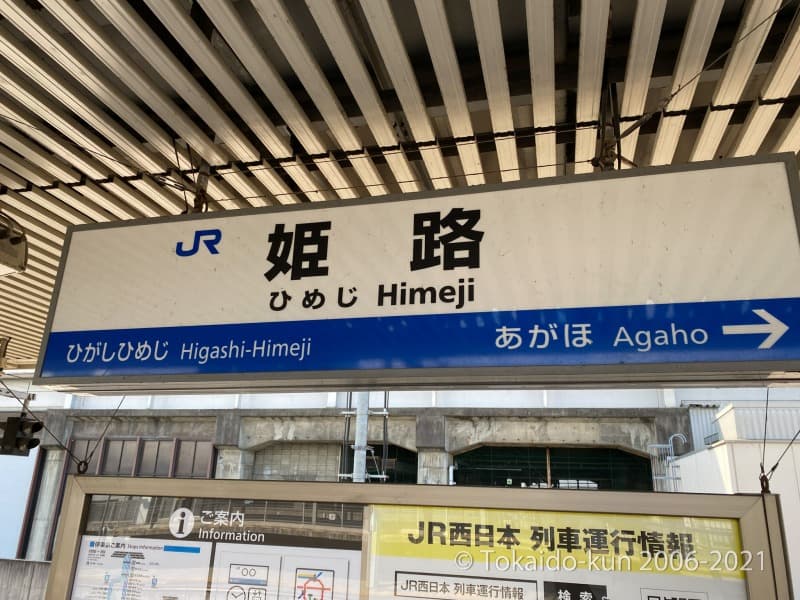 JR 姫路
ひめじ Himeji
ひがしひめじ Higashi-Himeji
あがほ Agaho →
i ご案内
Information
JR西日本 列車運行情報
© Tokaido-kun 2006-2021
JR西日本 列車運行情報 検索